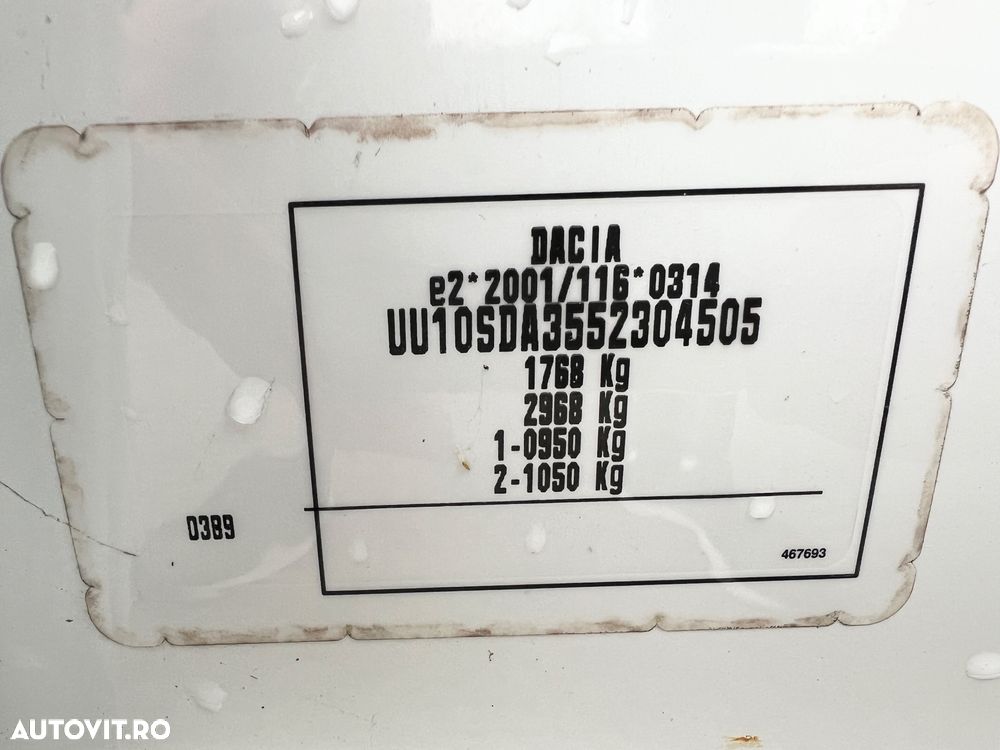 DACIA
e2*2001/116*0314
UU10SDA3552304505
1768 Kg
2968 Kg
1-0950 Kg
2-1050 Kg
0389
467693
AUTOVIT.RO